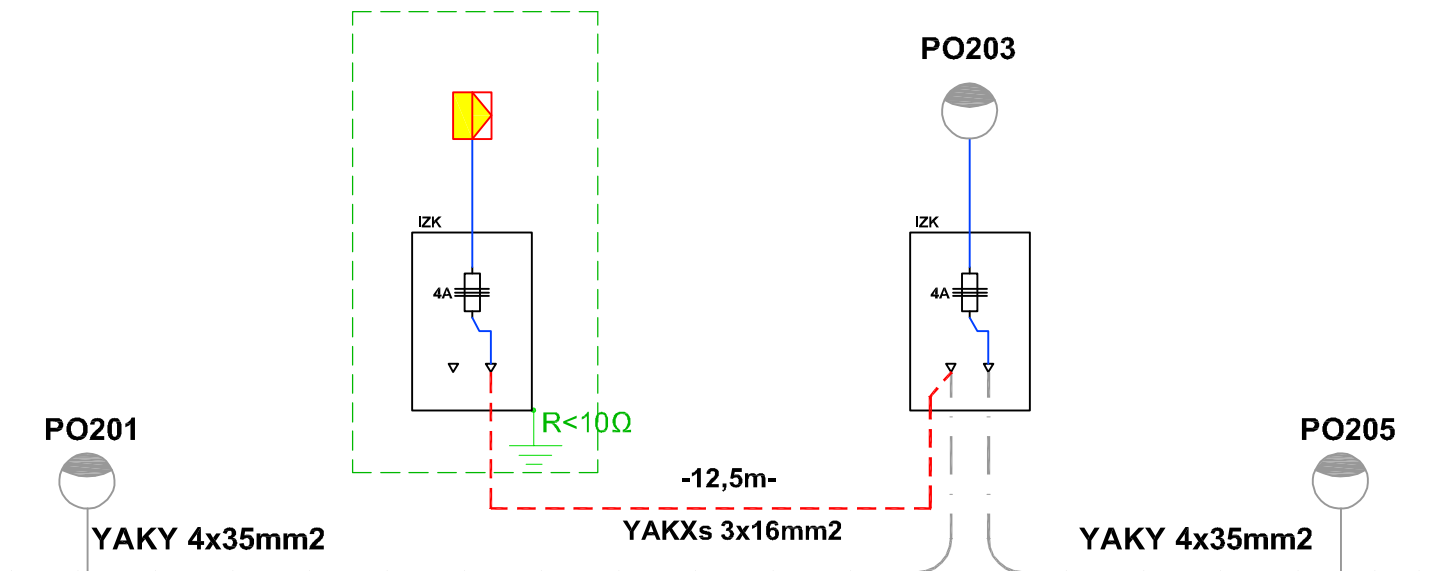 PO203
IZK
IZK
4A
4A
R<10Ω
PO201
PO205
-12,5m-
YAKY 4x35mm2
YAKXs 3x16mm2
YAKY 4x35mm2